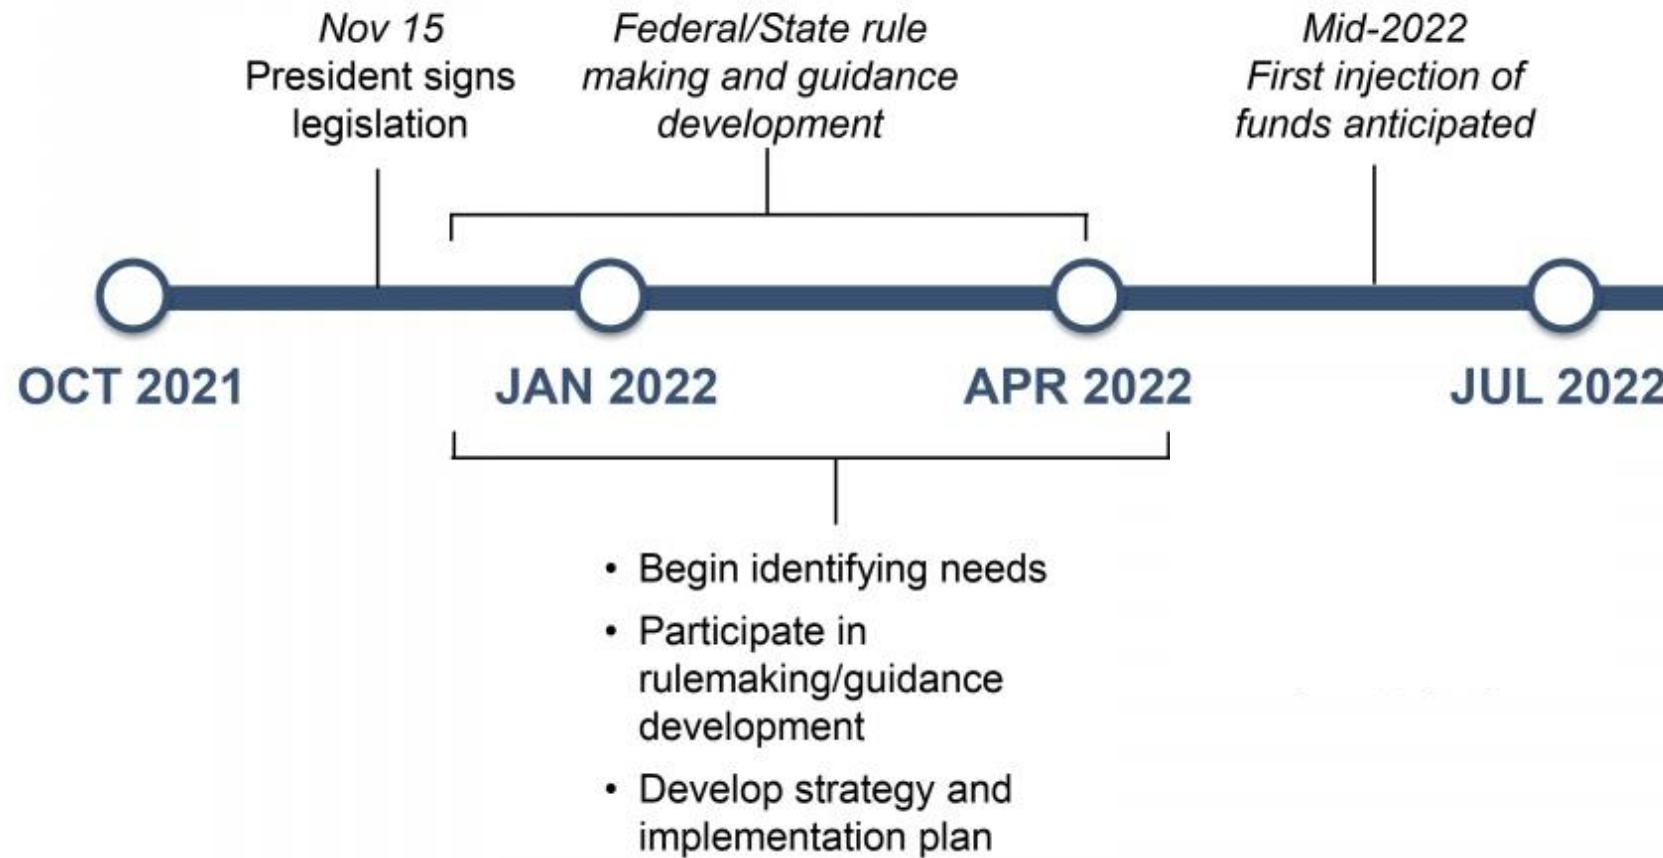 Nov 15
President signs
legislation
Federal/State rule
making and guidance
development
Mid-2022
First injection of
funds anticipated
OCT 2021
JAN 2022
APR 2022
JUL 2022
• Begin identifying needs
• Participate in
rulemaking/guidance
development
• Develop strategy and
implementation plan